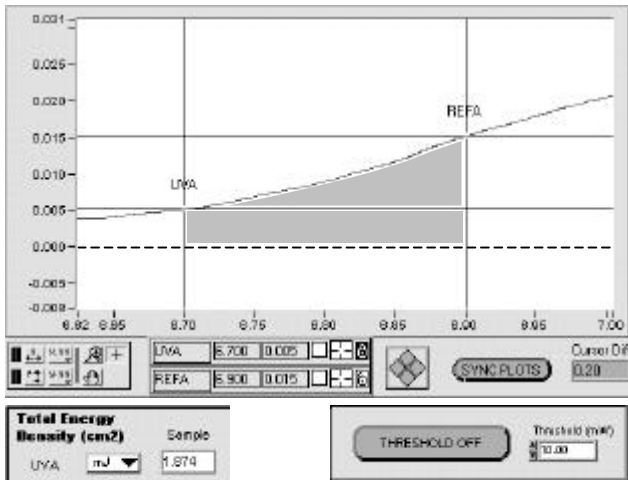 0.031
0.025
0.020
0.015
0.010
0.005
0.000
-0.005
-0.008
REFA
UVA
6.62 6.65 6.70 6.75 6.80 6.85 6.90 6.95 7.00
UVA 6.700 0.005
REFA 6.900 0.015
SYNC PLOTS
Cursor Dif
0.20
Total Energy
Density (cm2) Sample
UVA mJ 1.874
THRESHOLD OFF
Threshold (mW)
10.00